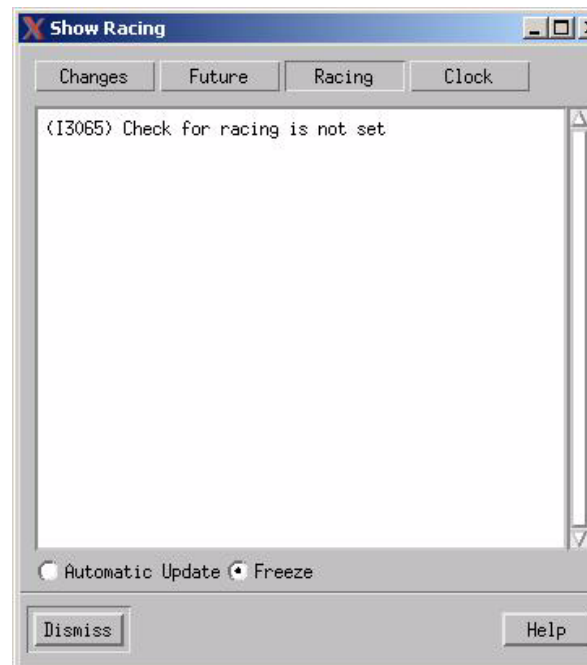 Show Racing
Changes Future Racing Clock
(I3065) Check for racing is not set
Automatic Update Freeze
Dismiss Help